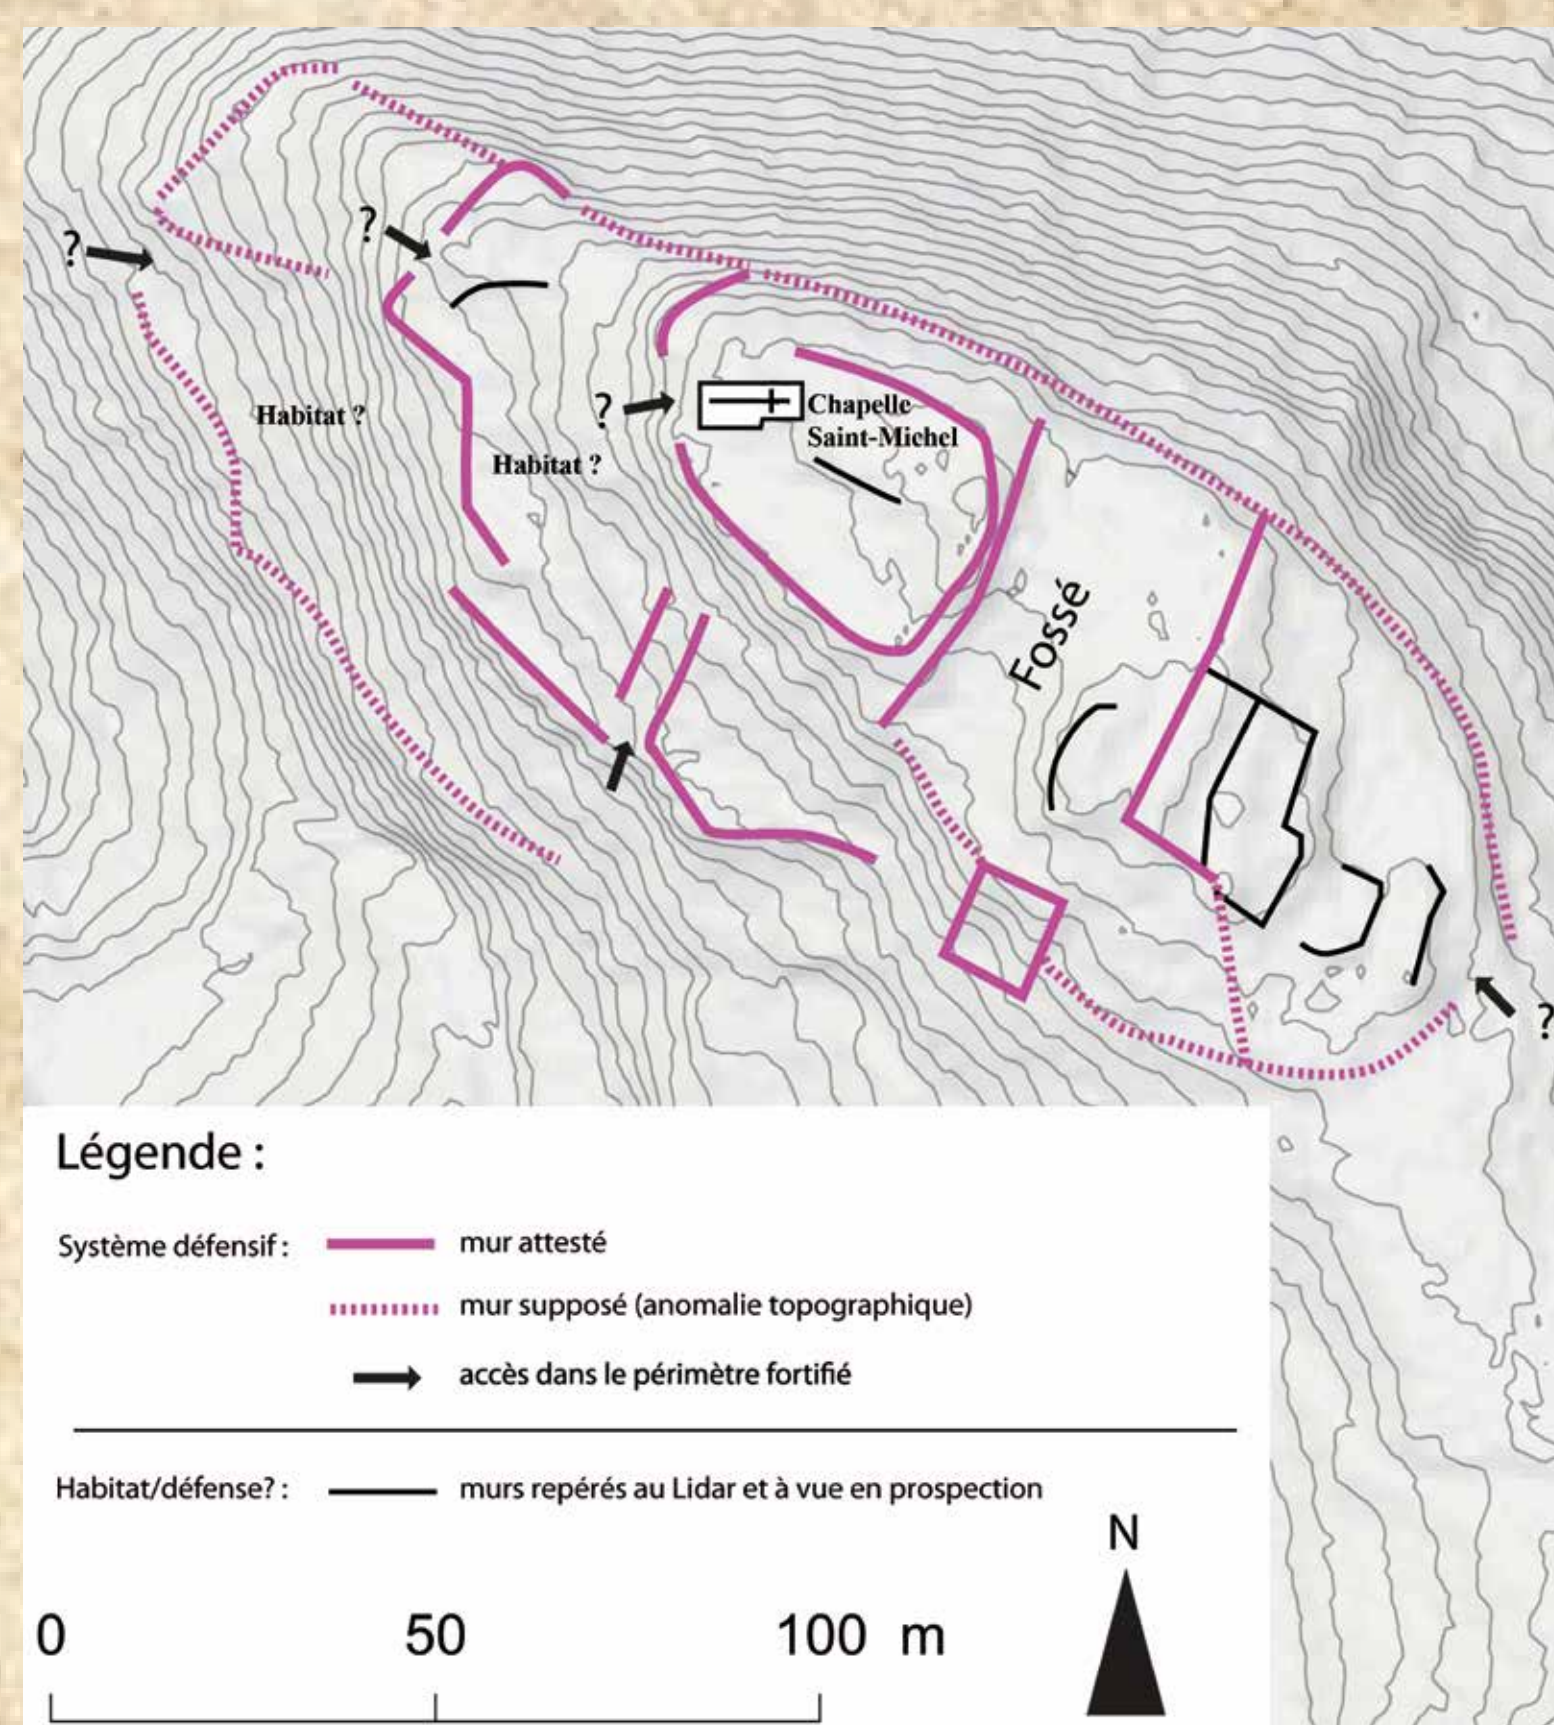 ?
?
?
Habitat ?
Habitat ?
Chapelle
Saint-Michel
Fossé
?
Légende :
Système défensif :
mur attesté
mur supposé (anomalie topographique)
accès dans le périmètre fortifié
Habitat/défense? :
murs repérés au Lidar et à vue en prospection
N
0 50 100 m